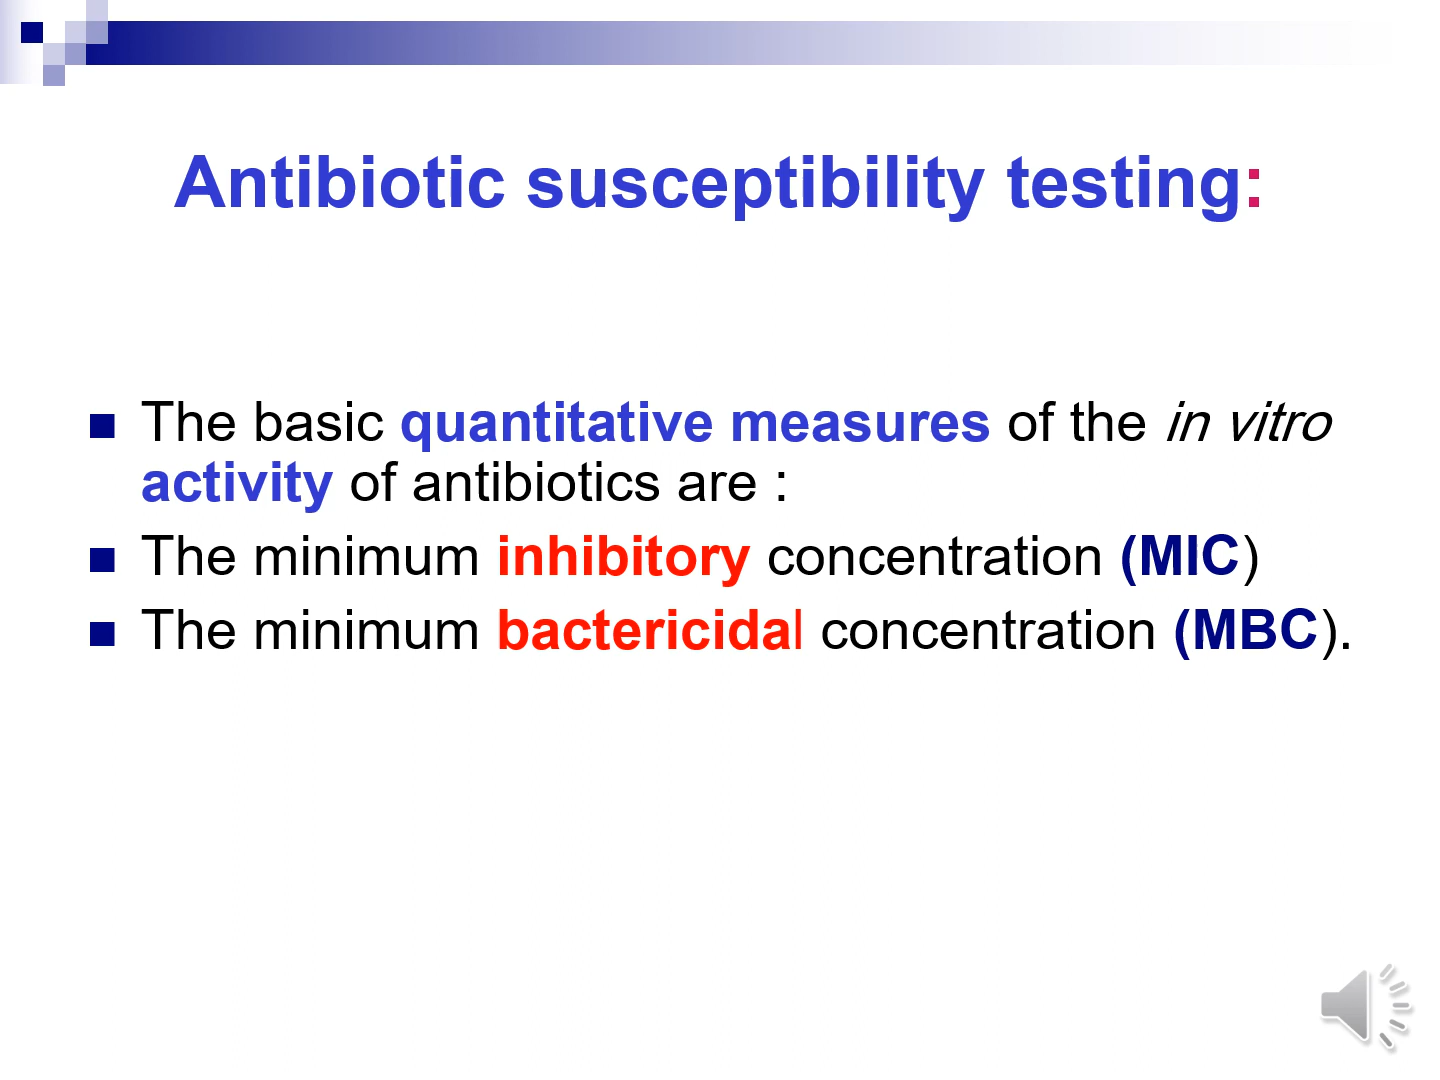 Antibiotic susceptibility testing:
The basic quantitative measures of the in vitro
activity of antibiotics are :
The minimum inhibitory concentration (MIC)
The minimum bactericidal concentration (MBC).